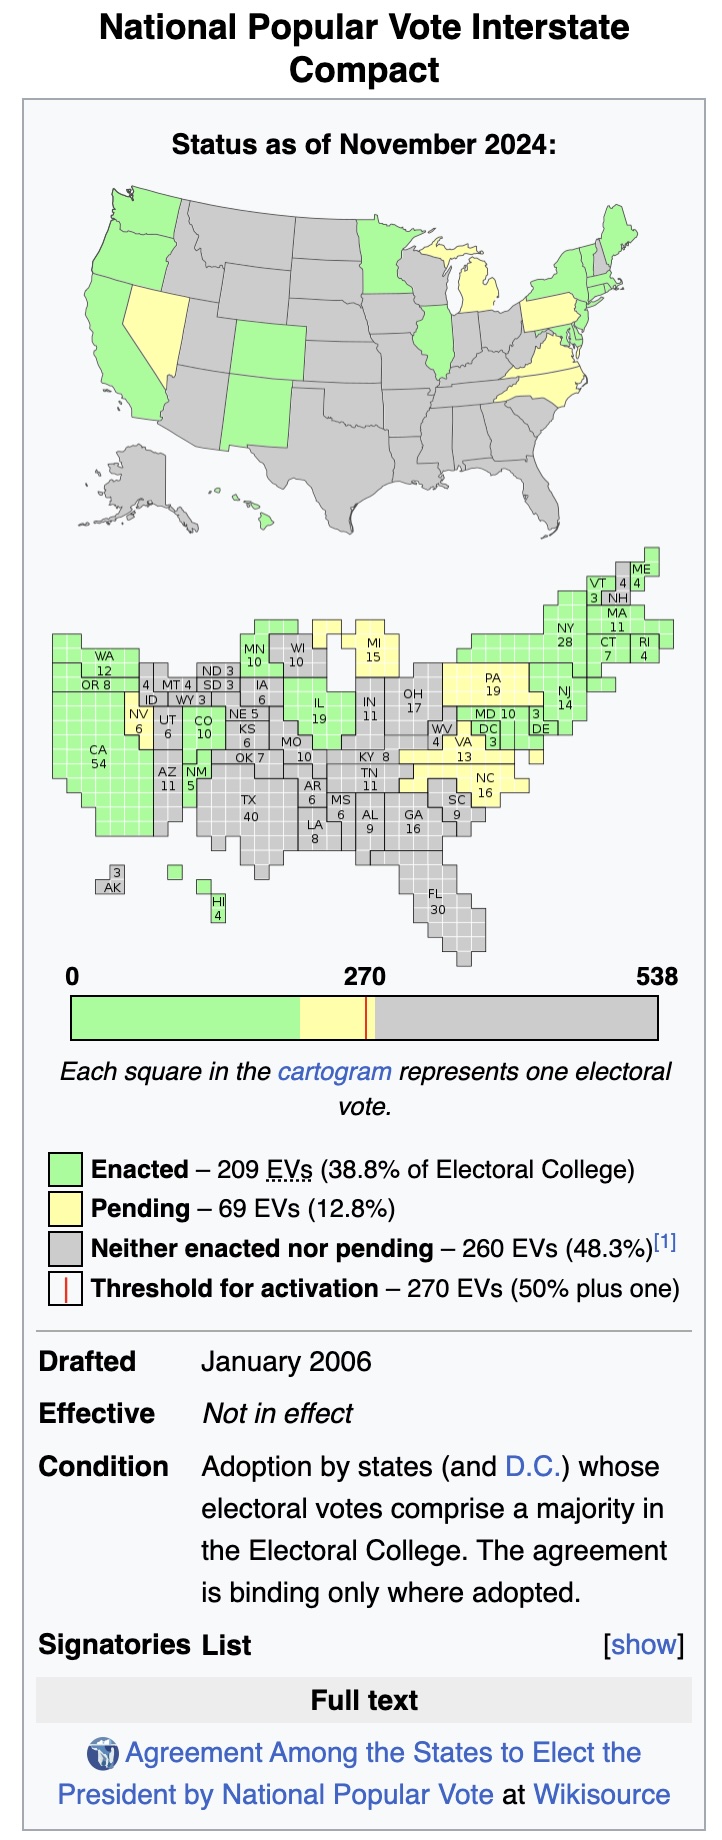 National Popular Vote Interstate
Compact
Status as of November 2024:
ME
4
VT
3
4
NH
MA
11
NY
28
CT
7
RI
4
WA
12
MN
10
WI
10
MI
15
PA
19
NJ
14
OR 8
4
ID
MT 4
ND 3
SD 3
WY 3
IA
6
IL
19
IN
11
OH
17
NV
6
UT
6
CO
10
NE 5
KS
6
MO
10
WV
4
MD 10
DC
3
3
DE
VA
13
CA
54
AZ
11
NM
5
OK 7
KY 8
TN
11
NC
16
TX
40
AR
6
LA
8
MS
6
AL
9
GA
16
SC
9
3
AK
HI
4
FL
30
0 270 538
Each square in the cartogram represents one electoral
vote.
Enacted – 209 EVs (38.8% of Electoral College)
Pending – 69 EVs (12.8%)
Neither enacted nor pending – 260 EVs (48.3%)[1]
Threshold for activation – 270 EVs (50% plus one)
Drafted January 2006
Effective Not in effect
Condition Adoption by states (and D.C.) whose
electoral votes comprise a majority in
the Electoral College. The agreement
is binding only where adopted.
Signatories List [show]
Full text
Agreement Among the States to Elect the
President by National Popular Vote at Wikisource